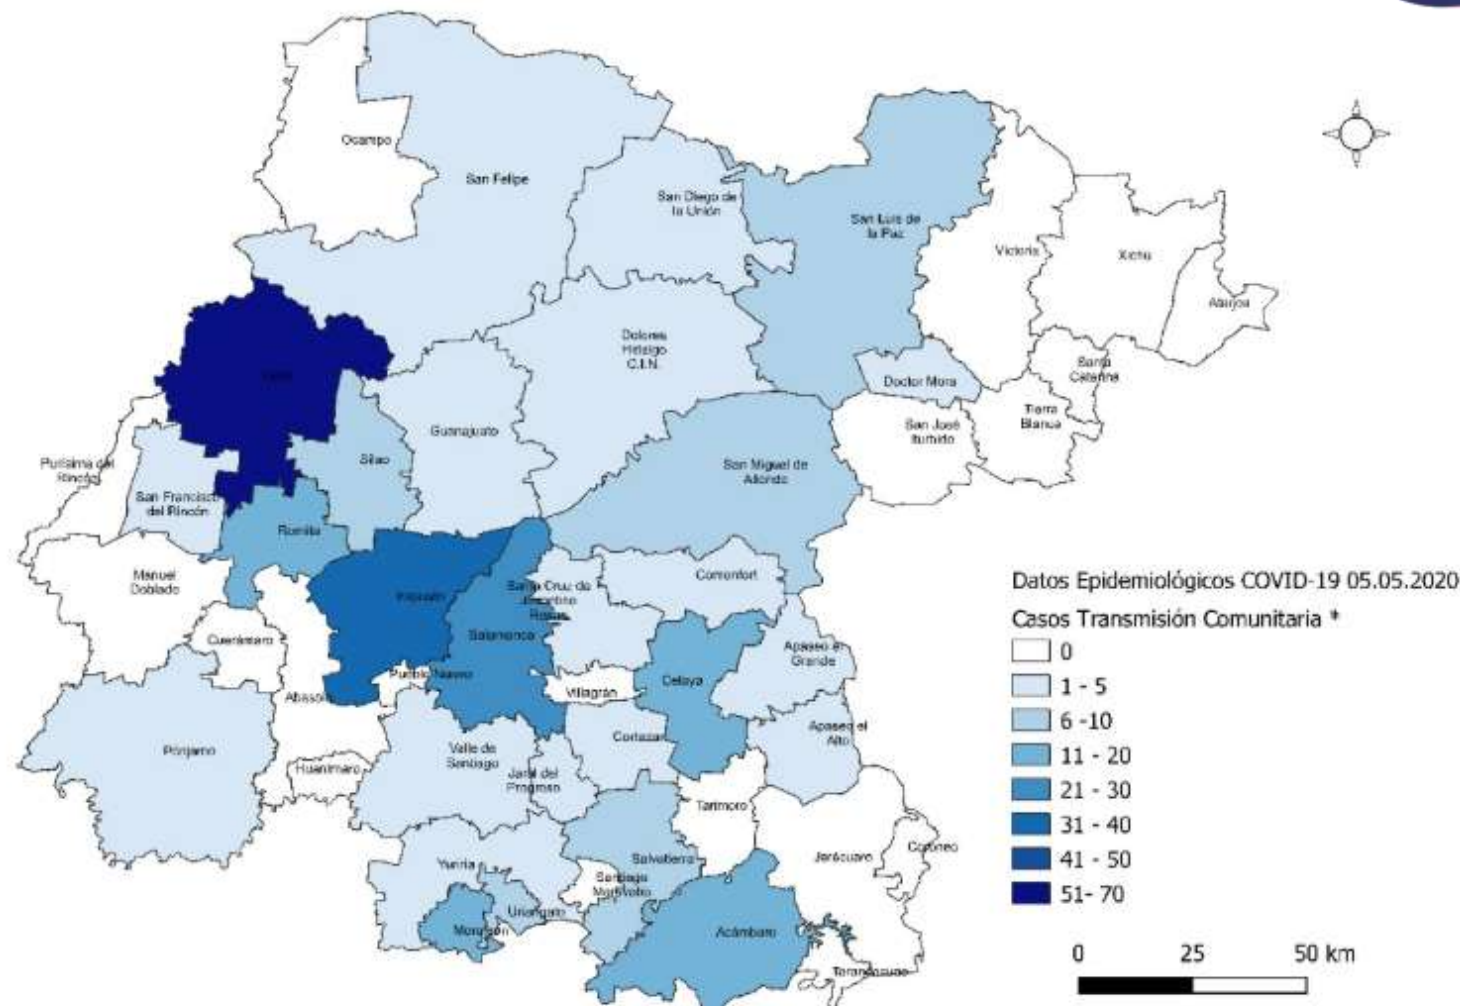 Ocampo
San Felipe
San Diego de
la Unión
San Luis de
la Paz
Victoria
Xichú
Atarjea
Dolores
Hidalgo
C.I.N.
Santa
Catarina
Doctor Mora
Tierra
Blanca
San José
Iturbide
Guanajuato
Silao
Purísima del
Rincón
San Francisco
del Rincón
San Miguel de
Allende
Romita
Manuel
Doblado
Comonfort
Irapuato
Santa Cruz de
Juventino
Rosas
Salamanca
Cuerámaro
Apaseo el
Grande
Pueblo Nuevo
Celaya
Villagrán
Abasolo
Apaseo el
Alto
Cortazar
Pénjamo
Valle de
Santiago
Huanímaro
Jaral del
Progreso
Tarimoro
Jerécuaro
Coroneo
Yuriria
Salvatierra
Santiago
Maravatío
Uriangato
Moroleón
Acámbaro
Tarandacuao
Datos Epidemiológicos COVID-19 05.05.2020
Casos Transmisión Comunitaria *
0
1 - 5
6 -10
11 - 20
21 - 30
31 - 40
41 - 50
51- 70
0 25 50 km